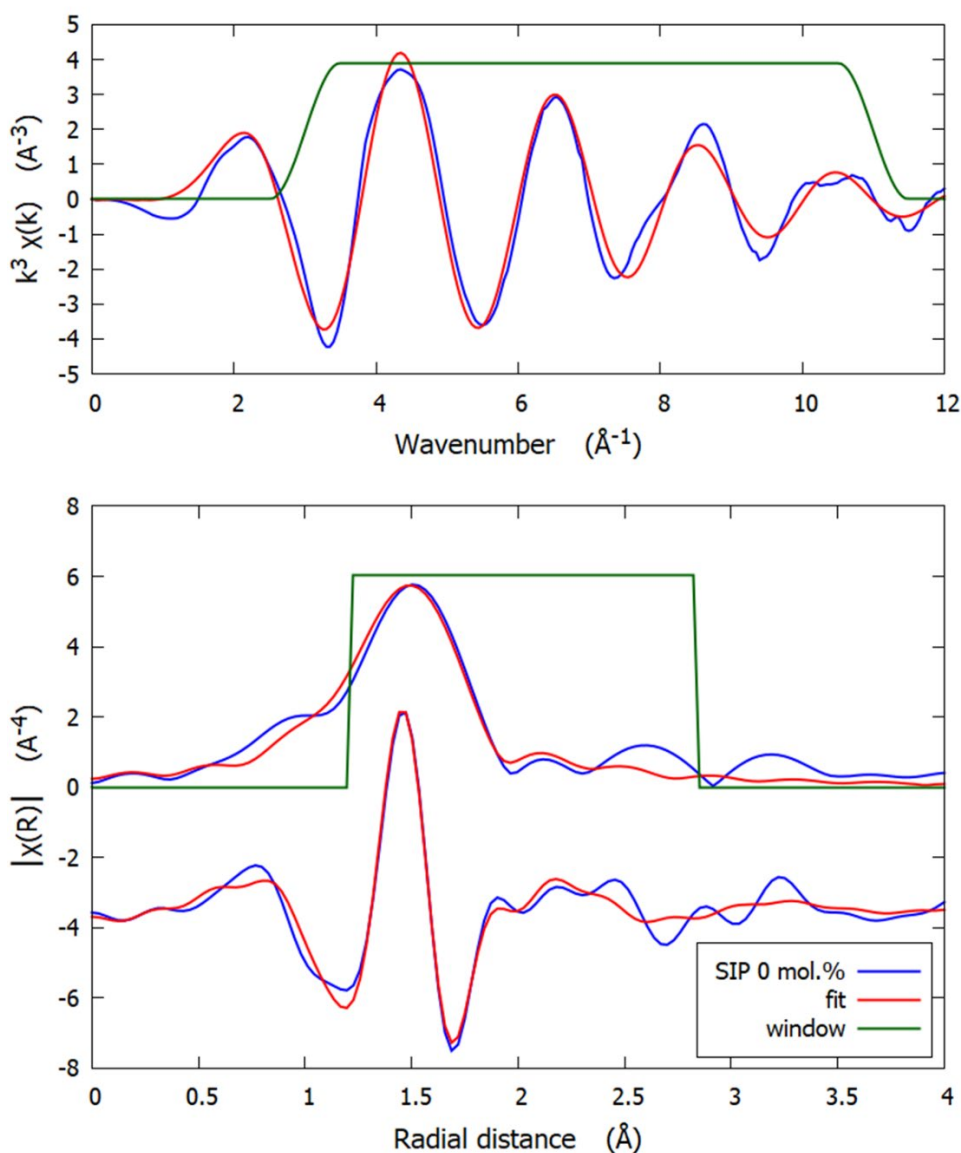 5
4
3
2
1
0
-1
-2
-3
-4
-5
k³ χ(k) (A⁻³)
0 2 4 6 8 10 12
Wavenumber (Å⁻¹)
8
6
4
2
0
-2
-4
-6
-8
|χ(R)| (A⁻⁴)
SIP 0 mol.%
fit
window
0 0.5 1 1.5 2 2.5 3 3.5 4
Radial distance (Å)